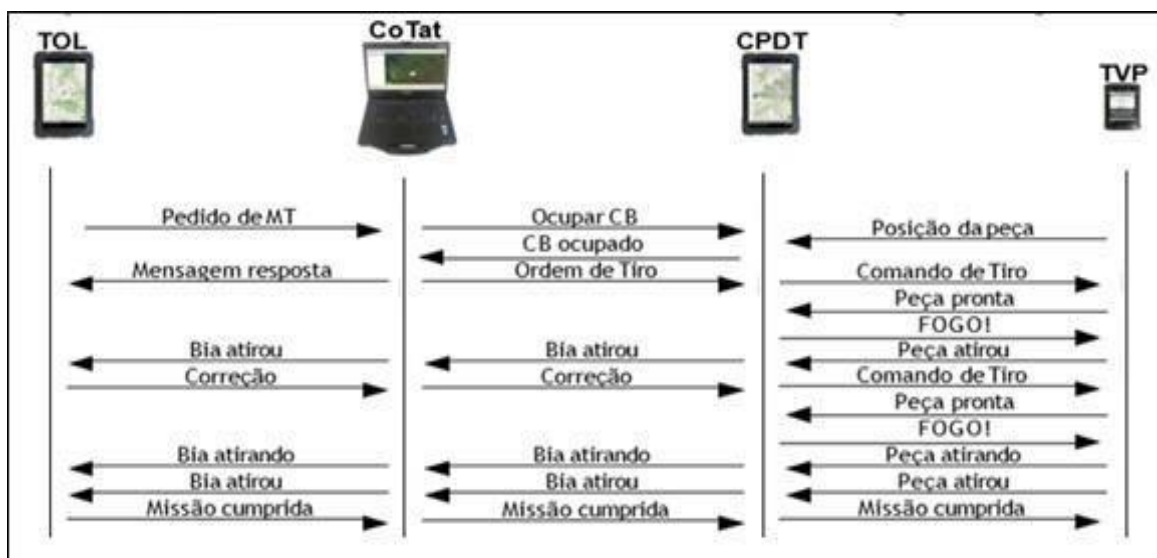 TOL
CoTat
CPDT
TVP
Pedido de MT
Ocupar CB
Posição da peça
CB ocupado
Mensagem resposta
Ordem de Tiro
Comando de Tiro
Peça pronta
FOGO!
Bia atirou
Bia atirou
Peça atirou
Correção
Correção
Comando de Tiro
Peça pronta
FOGO!
Bia atirando
Bia atirando
Peça atirando
Bia atirou
Bia atirou
Peça atirou
Missão cumprida
Missão cumprida
Missão cumprida